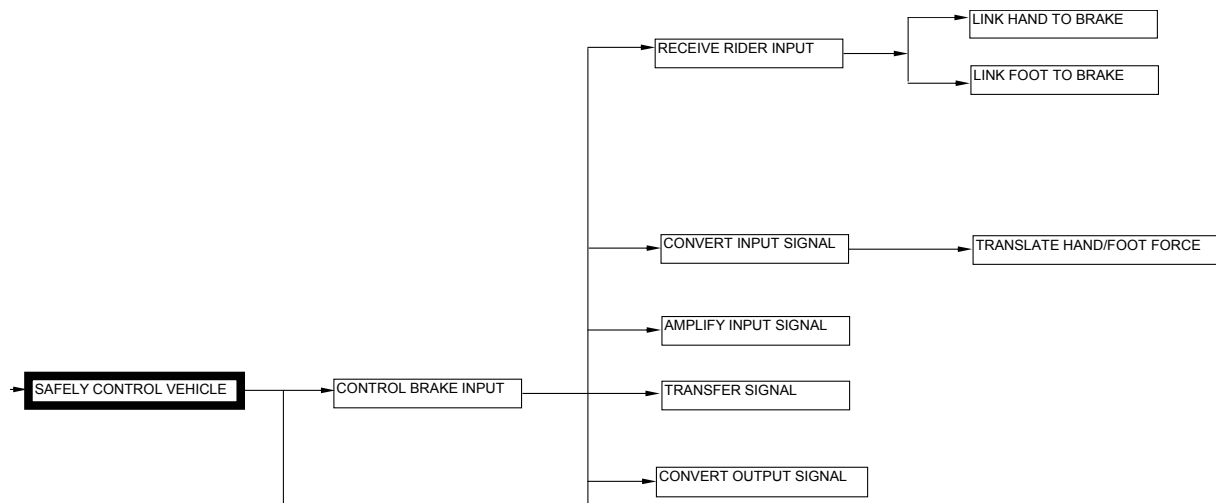 LINK HAND TO BRAKE
RECEIVE RIDER INPUT
LINK FOOT TO BRAKE
CONVERT INPUT SIGNAL
TRANSLATE HAND/FOOT FORCE
AMPLIFY INPUT SIGNAL
SAFELY CONTROL VEHICLE
CONTROL BRAKE INPUT
TRANSFER SIGNAL
CONVERT OUTPUT SIGNAL